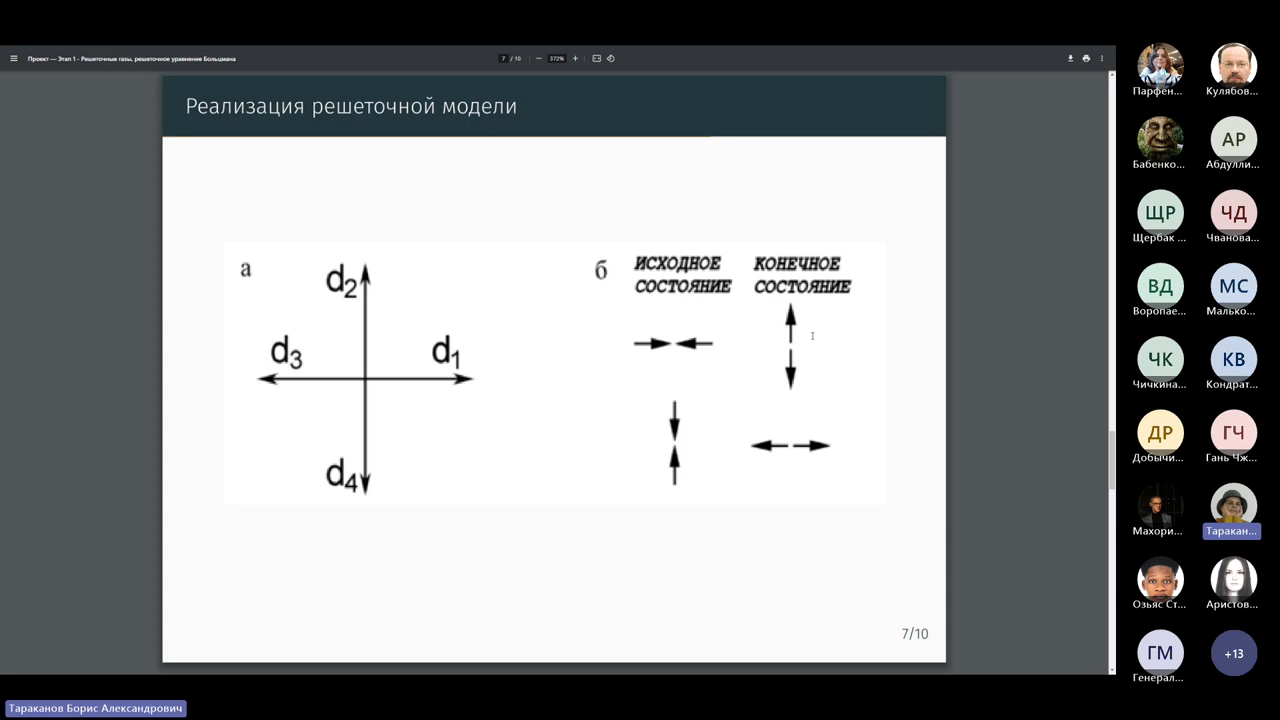 Проект — Этап 1 - Решеточные газы, решеточное уравнение Больцмана
7 / 10
372%
Реализация решеточной модели
а
d2
d3
d1
d4
б
ИСХОДНОЕ СОСТОЯНИЕ
КОНЕЧНОЕ СОСТОЯНИЕ
7/10
Парфен...
Кулябов...
Бабенко...
АР
Абдулли...
ЩР
Щербак ...
ЧД
Чванова...
ВД
Воропае...
МС
Малько...
ЧК
Чичкина...
КВ
Кондрат...
ДР
Добычи...
ГЧ
Гань Чж...
Махори...
Таракан...
Озьяс Ст...
Аристов...
ГМ
Генерал...
+13
Тараканов Борис Александрович